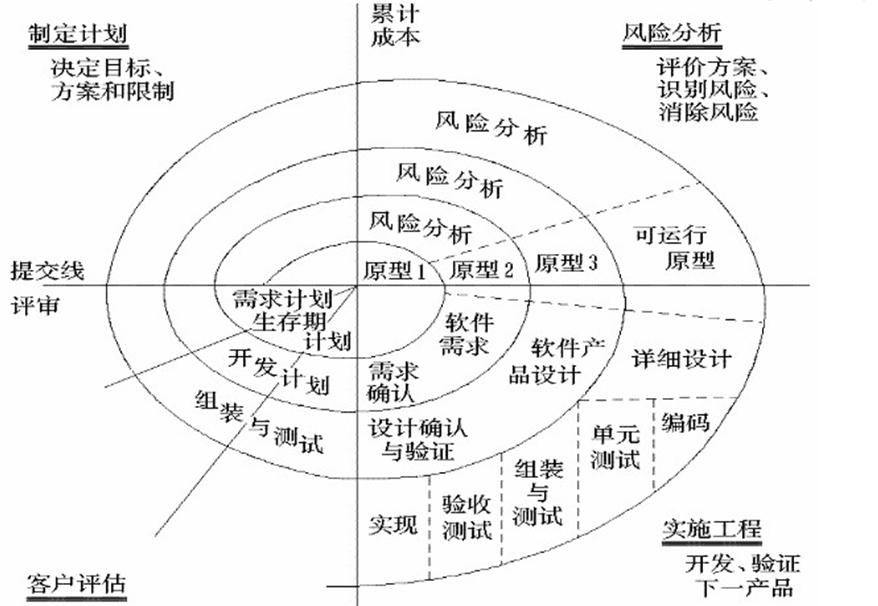 制定计划
决定目标、
方案和限制
累计
成本
风险分析
评价方案、
识别风险、
消除风险
风险分析
风险分析
风险分析
可运行
原型
原型3
原型2
原型1
提交线
评审
需求计划
生存期
计划
开发计划
组装与测试
软件
需求
需求
确认
软件产
品设计
详细设计
设计确认
与验证
单元
测试
编码
组装
与
测试
验收
测试
实现
实施工程
开发、验证
下一产品
客户评估